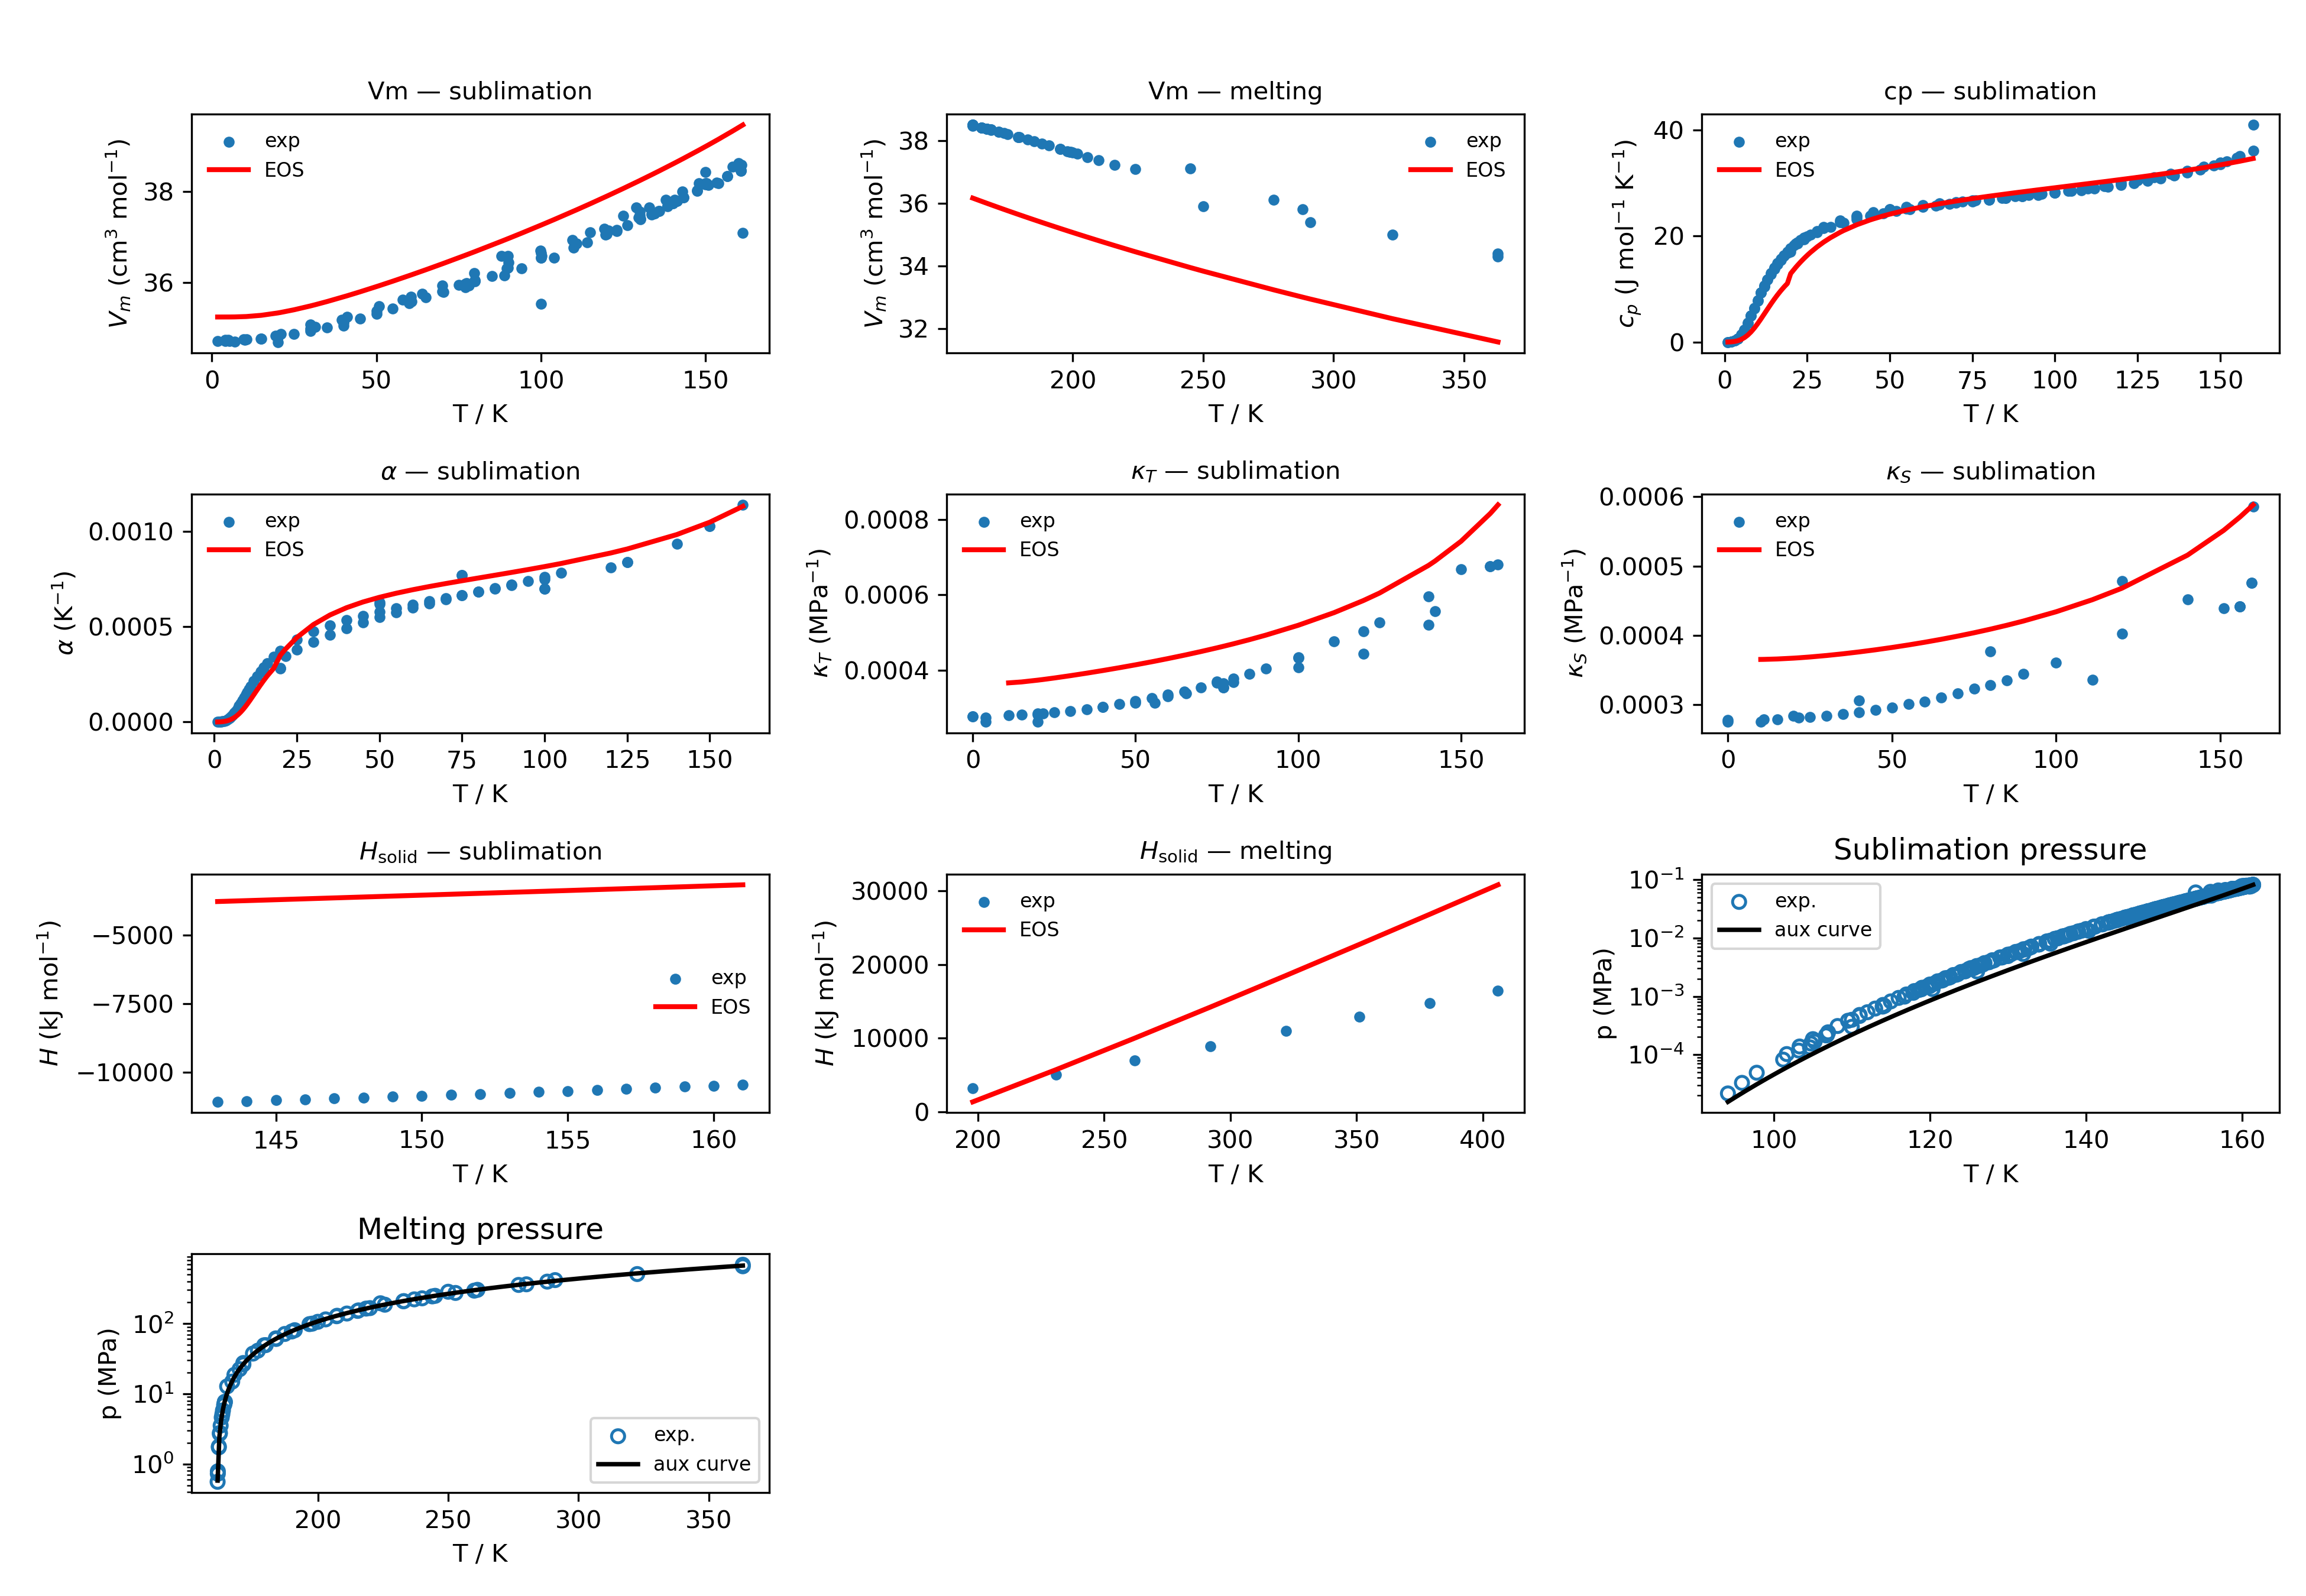 Vm — sublimation
V_m (cm³ mol⁻¹)
38
36
exp
EOS
0 50 100 150
T / K
Vm — melting
V_m (cm³ mol⁻¹)
38
36
34
32
exp
EOS
200 250 300 350
T / K
cp — sublimation
c_p (J mol⁻¹ K⁻¹)
40
20
0
exp
EOS
0 25 50 75 100 125 150
T / K
α — sublimation
α (K⁻¹)
0.0010
0.0005
0.0000
exp
EOS
0 25 50 75 100 125 150
T / K
κ_T — sublimation
κ_T (MPa⁻¹)
0.0008
0.0006
0.0004
exp
EOS
0 50 100 150
T / K
κ_S — sublimation
κ_S (MPa⁻¹)
0.0006
0.0005
0.0004
0.0003
exp
EOS
0 50 100 150
T / K
H_solid — sublimation
H (kJ mol⁻¹)
−5000
−7500
−10000
exp
EOS
145 150 155 160
T / K
H_solid — melting
H (kJ mol⁻¹)
30000
20000
10000
0
exp
EOS
200 250 300 350 400
T / K
Sublimation pressure
p (MPa)
10⁻¹
10⁻²
10⁻³
10⁻⁴
exp.
aux curve
100 120 140 160
T / K
Melting pressure
p (MPa)
10²
10¹
10⁰
exp.
aux curve
200 250 300 350
T / K